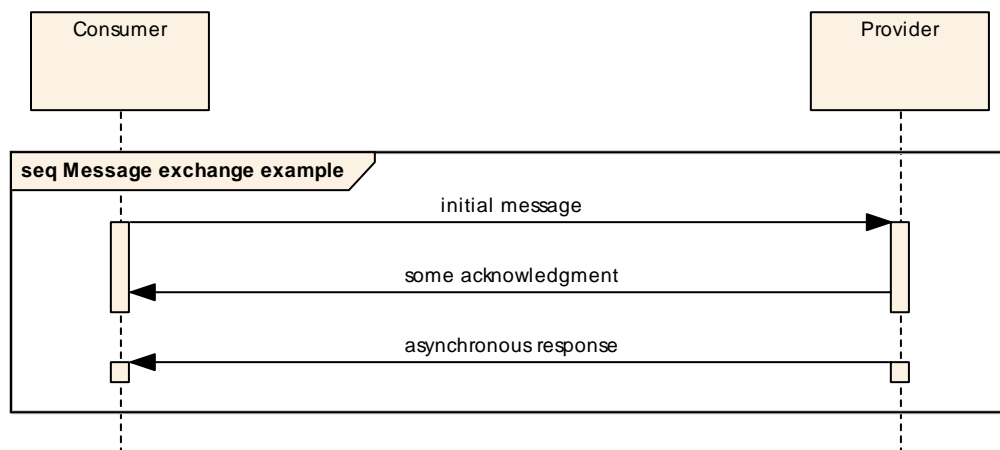 Consumer
Provider
seq Message exchange example
initial message
some acknowledgment
asynchronous response